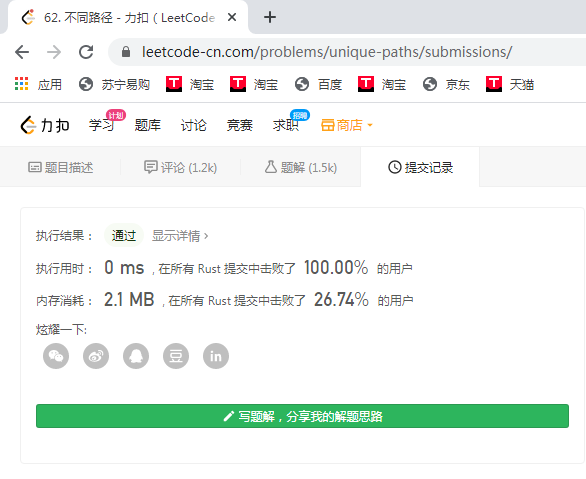 62. 不同路径 - 力扣（LeetCode
leetcode-cn.com/problems/unique-paths/submissions/
应用 苏宁易购 淘宝 淘宝 百度 淘宝 京东 天猫
力扣 学习 计划 题库 讨论 竞赛 求职 招聘 商店
题目描述 评论 (1.2k) 题解 (1.5k) 提交记录
执行结果： 通过 显示详情 >
执行用时： 0 ms , 在所有 Rust 提交中击败了 100.00% 的用户
内存消耗： 2.1 MB , 在所有 Rust 提交中击败了 26.74% 的用户
炫耀一下:
写题解，分享我的解题思路